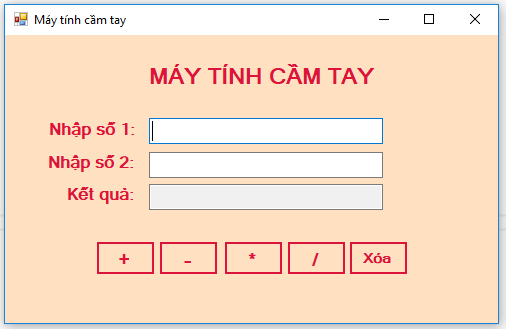 Máy tính cầm tay
MÁY TÍNH CẦM TAY
Nhập số 1:
Nhập số 2:
Kết quả:
+ - * / Xóa